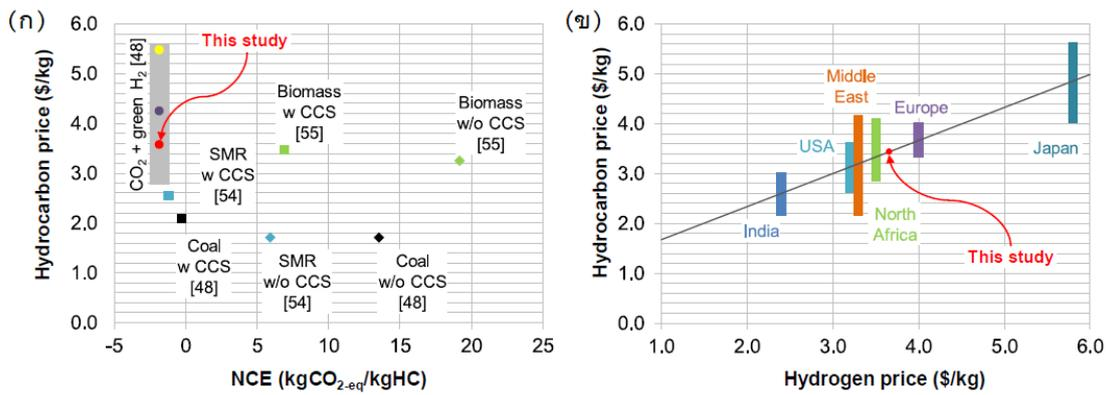 (ก)
6.0
5.0
4.0
3.0
2.0
1.0
0.0
Hydrocarbon price ($/kg)
CO2 + green H2 [48]
This study
Biomass
w CCS
[55]
Biomass
w/o CCS
[55]
SMR
w CCS
[54]
Coal
w CCS
[48]
SMR
w/o CCS
[54]
Coal
w/o CCS
[48]
-5 0 5 10 15 20 25
NCE (kgCO2-eq/kgHC)
(ข)
6.0
5.0
4.0
3.0
2.0
1.0
0.0
Hydrocarbon price ($/kg)
Middle
East
Europe
USA
Japan
India
North
Africa
This study
1.0 2.0 3.0 4.0 5.0 6.0
Hydrogen price ($/kg)